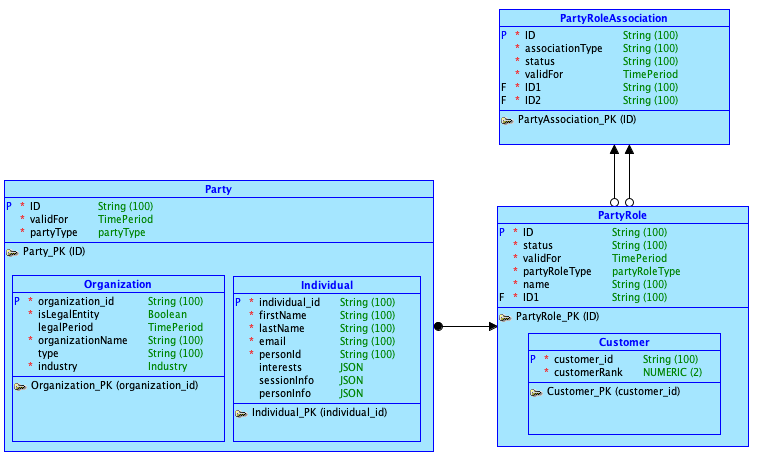 PartyRoleAssociation
P * ID String (100)
* associationType String (100)
* status String (100)
* validFor TimePeriod
F * ID1 String (100)
F * ID2 String (100)
PartyAssociation_PK (ID)
Party
P * ID String (100)
* validFor TimePeriod
* partyType partyType
Party_PK (ID)
Organization
P * organization_id String (100)
* isLegalEntity Boolean
legalPeriod TimePeriod
* organizationName String (100)
type String (100)
* industry Industry
Organization_PK (organization_id)
Individual
P * individual_id String (100)
* firstName String (100)
* lastName String (100)
* email String (100)
* personId String (100)
interests JSON
sessionInfo JSON
personInfo JSON
Individual_PK (individual_id)
PartyRole
P * ID String (100)
* status String (100)
* validFor TimePeriod
* partyRoleType partyRoleType
* name String (100)
F * ID1 String (100)
PartyRole_PK (ID)
Customer
P * customer_id String (100)
* customerRank NUMERIC (2)
Customer_PK (customer_id)